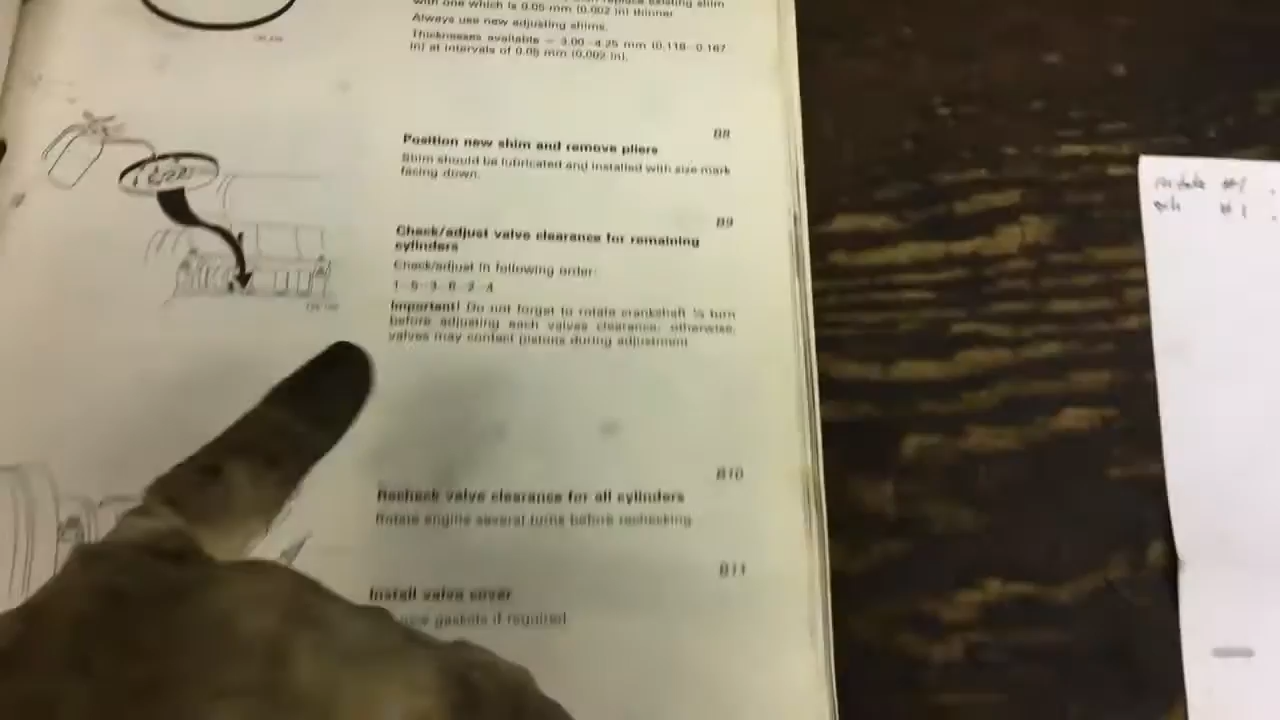 with one which is 0.05 mm (0.002 in) thinner
Always use new adjusting shims.
Thicknesses available = 3.00-4.25 mm (0.118-0.167
in) at intervals of 0.05 mm (0.002 in).
B8
Position new shim and remove pliers
Shim should be lubricated and installed with size mark
facing down.
B9
Check/adjust valve clearance for remaining
cylinders
Check/adjust in following order:
1-5-3-6-2-4
Important! Do not forget to rotate crankshaft ¼ turn
before adjusting each valves clearance, otherwise,
valves may contact pistons during adjustment
B10
Recheck valve clearance for all cylinders
Rotate engine several turns before rechecking
B11
Install valve cover
new gaskets if required
intake #1
#1